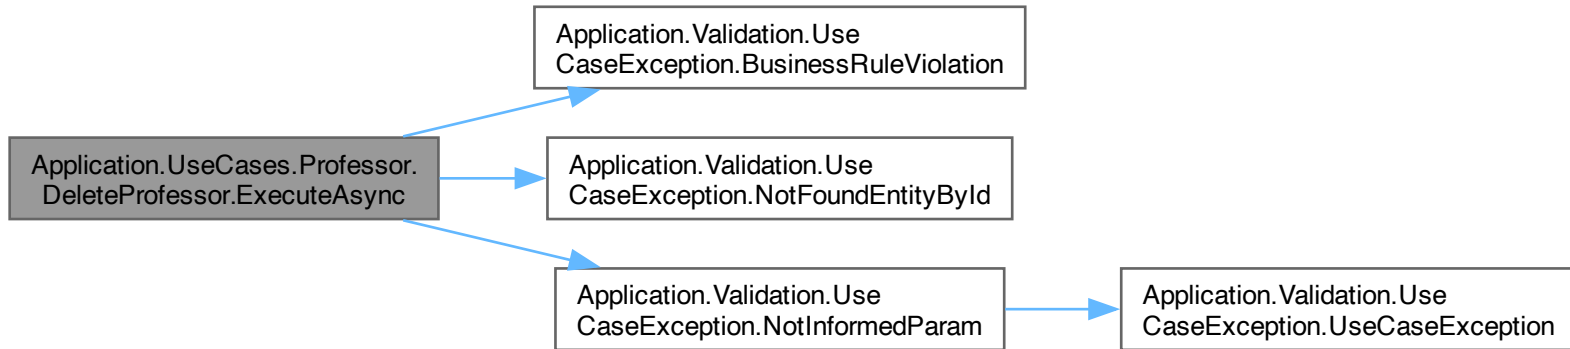 Application.Validation.Use
CaseException.BusinessRuleViolation
Application.UseCases.Professor.
DeleteProfessor.ExecuteAsync
Application.Validation.Use
CaseException.NotFoundEntityById
Application.Validation.Use
CaseException.NotInformedParam
Application.Validation.Use
CaseException.UseCaseException